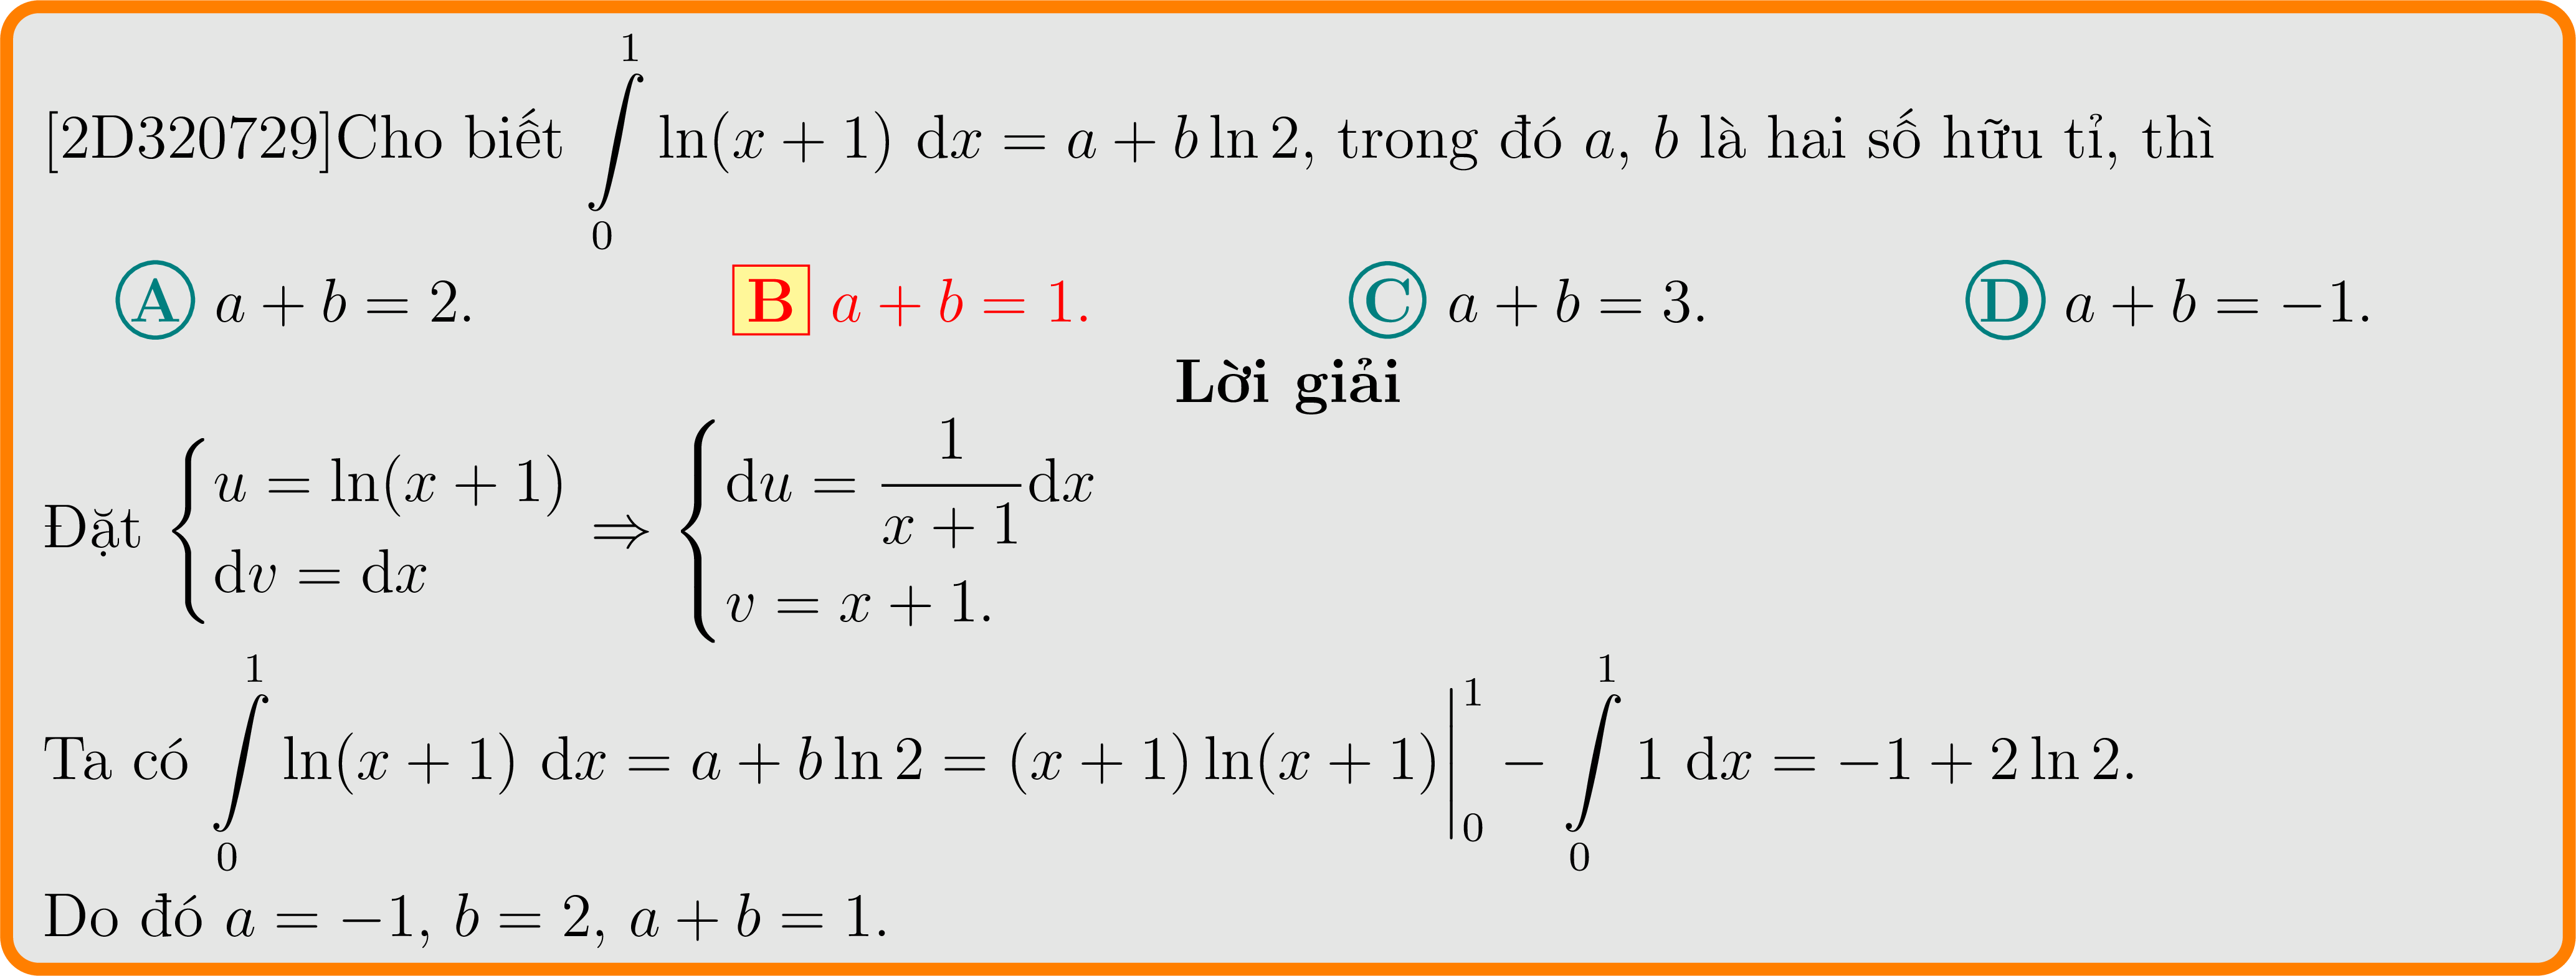 [2D320729]Cho biết $\int\limits_0^1 \ln(x+1)\ \mathrm{d}x = a + b\ln 2$, trong đó $a$, $b$ là hai số hữu tỉ, thì
A $a+b=2$. B $a+b=1$. C $a+b=3$. D $a+b=-1$.
Lời giải
Đặt $\begin{cases} u = \ln(x+1) \\ \mathrm{d}v = \mathrm{d}x \end{cases} \Rightarrow \begin{cases} \mathrm{d}u = \dfrac{1}{x+1}\mathrm{d}x \\ v = x+1. \end{cases}$
Ta có $\int\limits_0^1 \ln(x+1)\ \mathrm{d}x = a + b\ln 2 = (x+1)\ln(x+1)\Big|_0^1 - \int\limits_0^1 1\ \mathrm{d}x = -1 + 2\ln 2$.
Do đó $a = -1$, $b = 2$, $a + b = 1$.